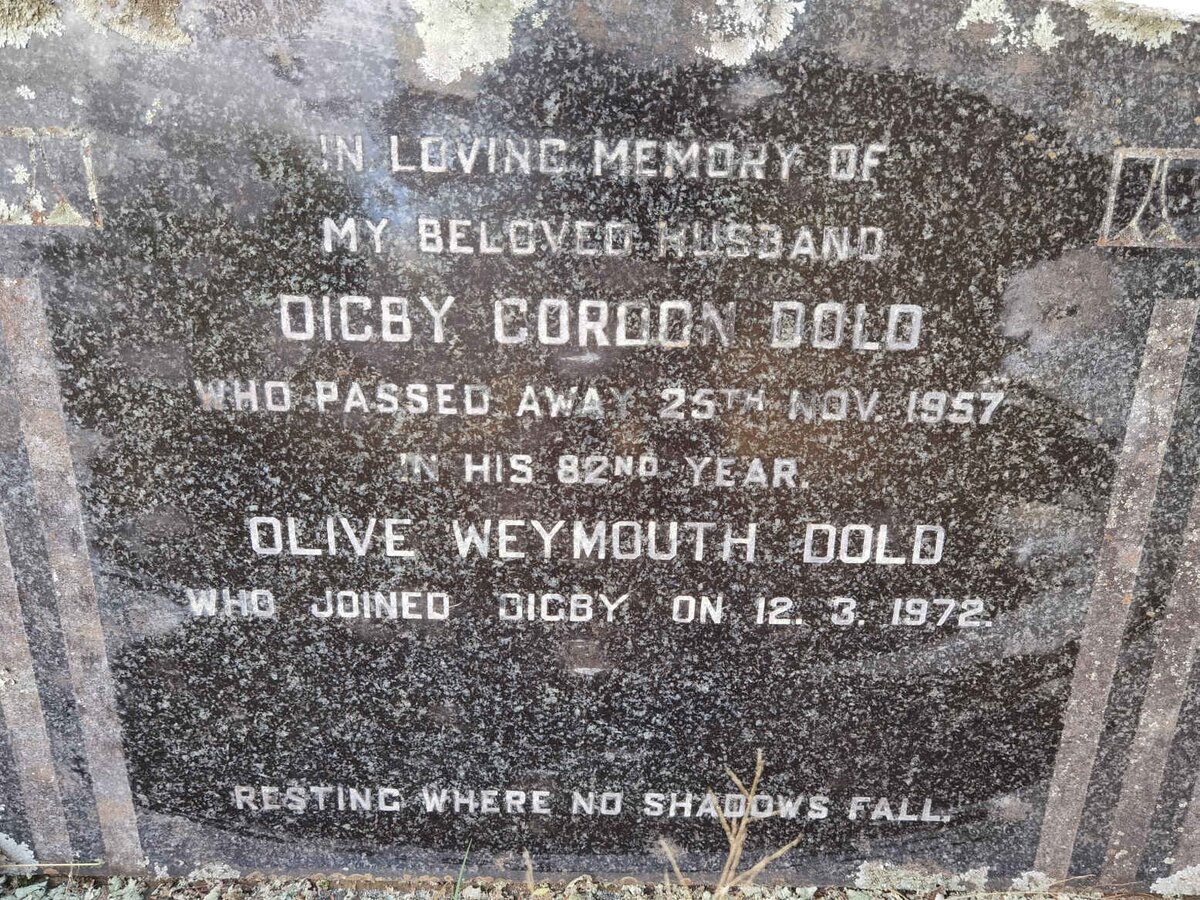 IN LOVING MEMORY OF
MY BELOVED HUSBAND
DIGBY GORDON DOLD
WHO PASSED AWAY 25TH NOV. 1957
IN HIS 82ND YEAR.
OLIVE WEYMOUTH DOLD
WHO JOINED DIGBY ON 12. 3. 1972.
RESTING WHERE NO SHADOWS FALL.